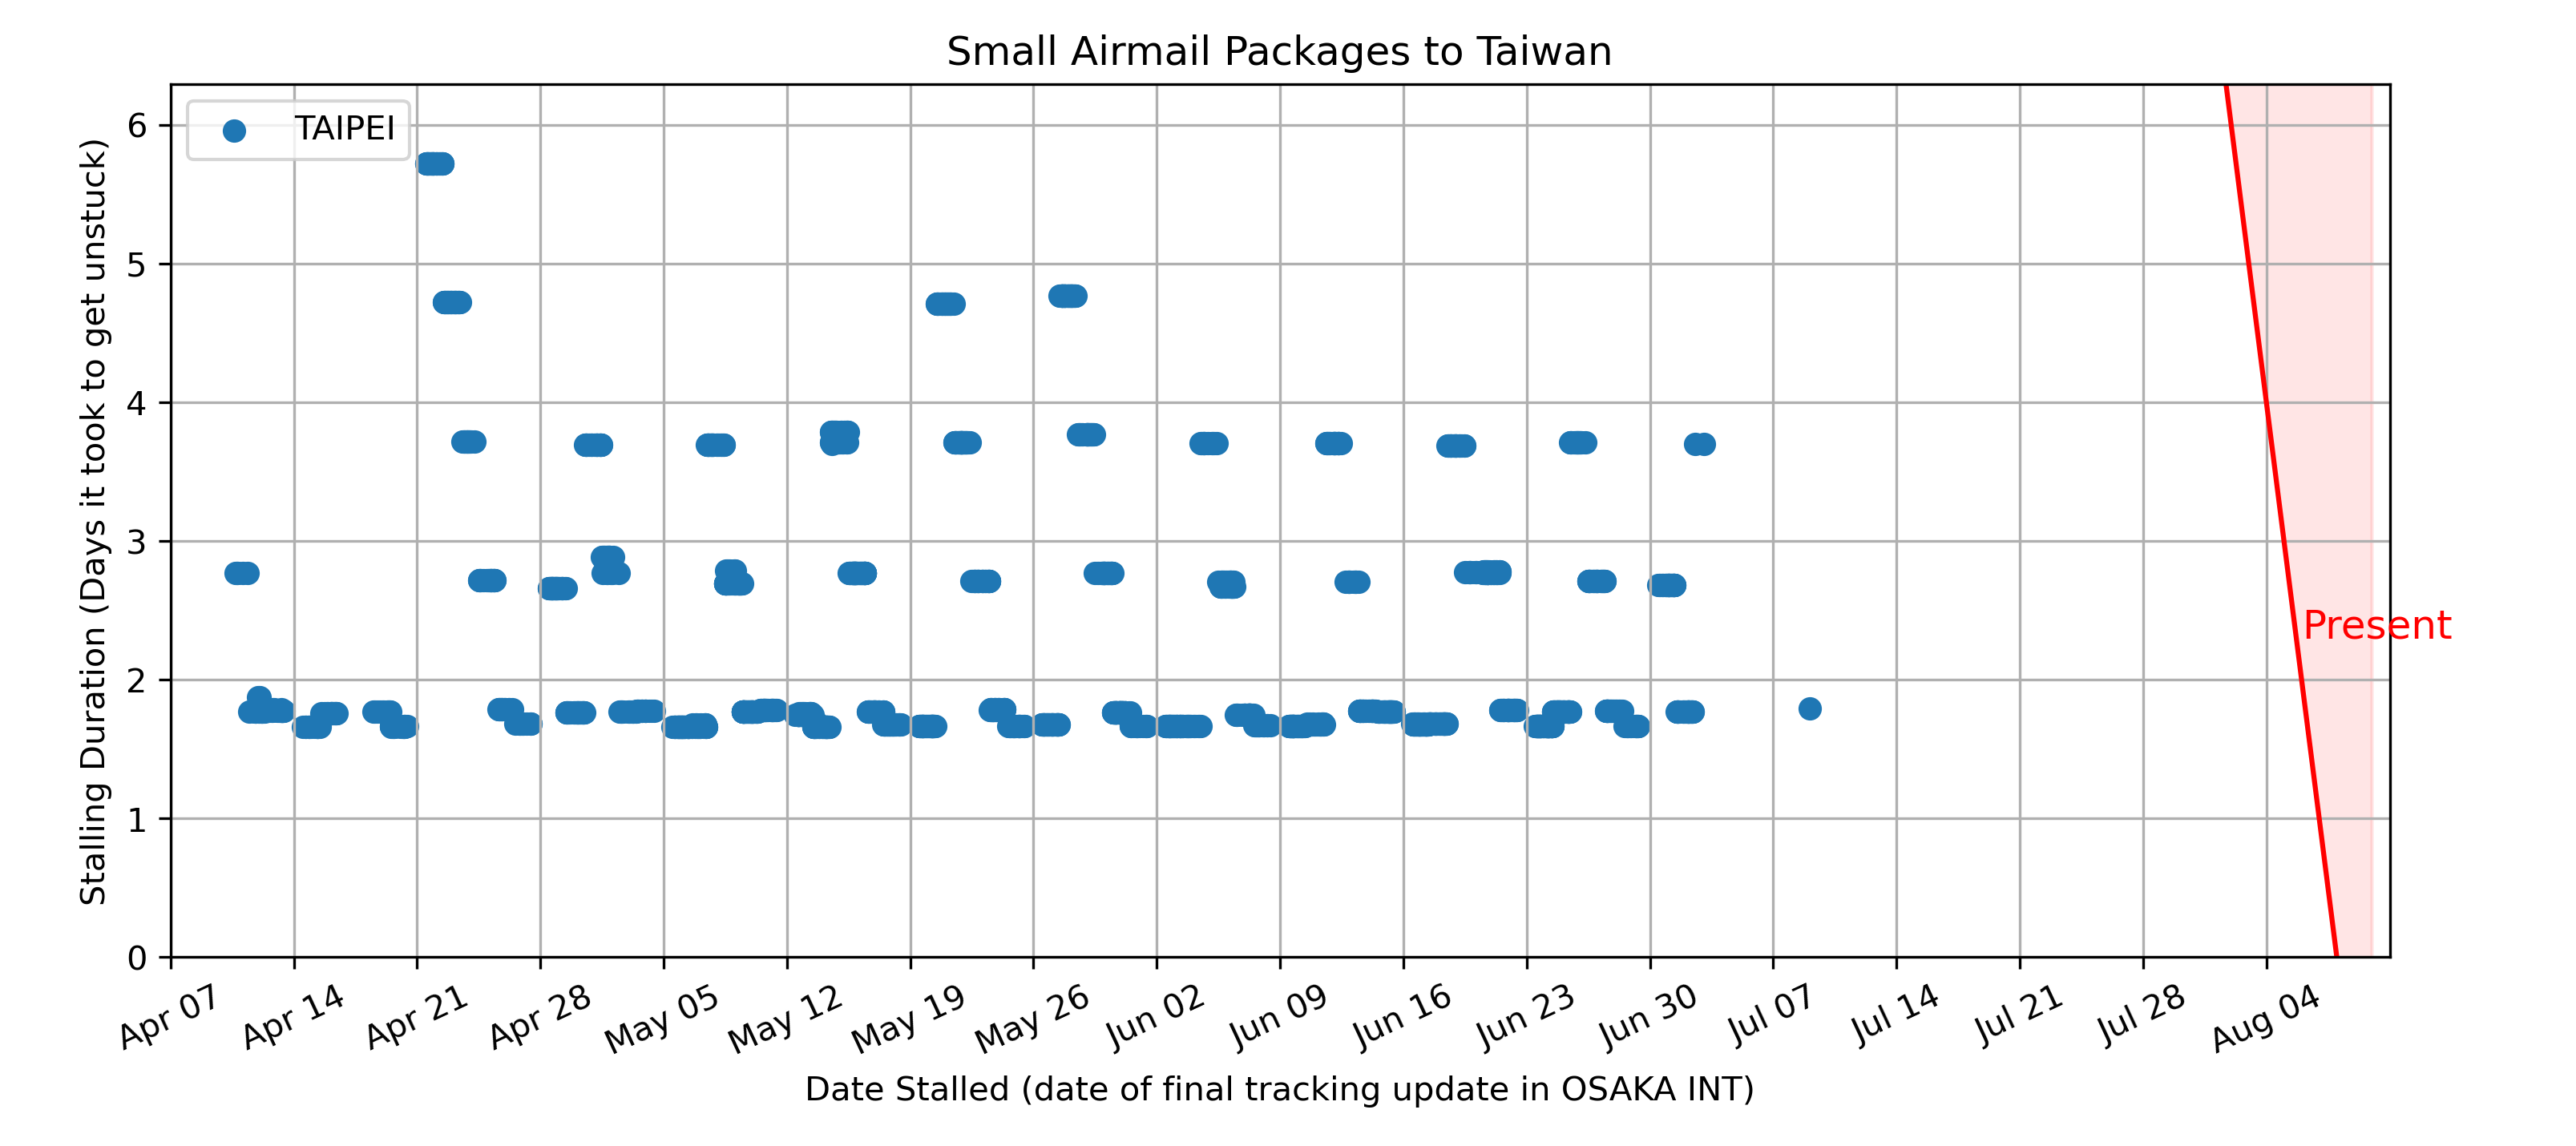 Small Airmail Packages to Taiwan
TAIPEI
Stalling Duration (Days it took to get unstuck)
6
5
4
3
2
1
0
Present
Apr 07
Apr 14
Apr 21
Apr 28
May 05
May 12
May 19
May 26
Jun 02
Jun 09
Jun 16
Jun 23
Jun 30
Jul 07
Jul 14
Jul 21
Jul 28
Aug 04
Date Stalled (date of final tracking update in OSAKA INT)